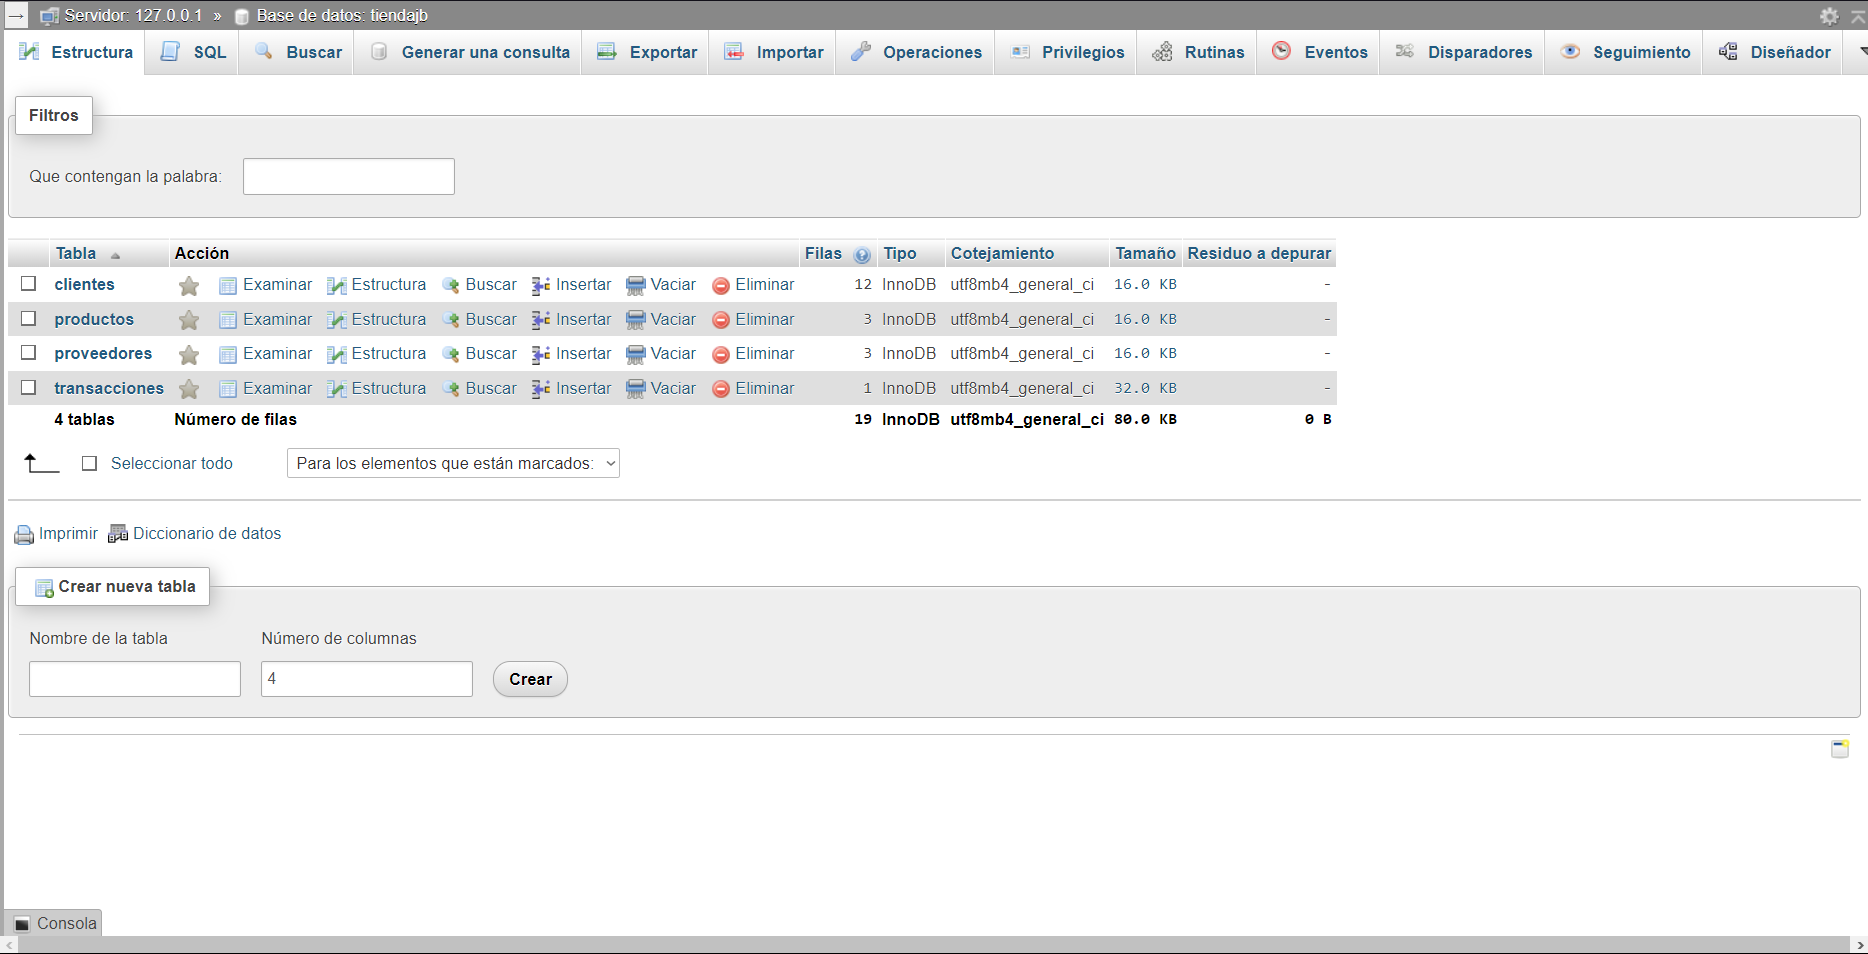 Servidor: 127.0.0.1 » Base de datos: tiendajb
Estructura SQL Buscar Generar una consulta Exportar Importar Operaciones Privilegios Rutinas Eventos Disparadores Seguimiento Diseñador
Filtros
Que contengan la palabra:
Tabla Acción Filas Tipo Cotejamiento Tamaño Residuo a depurar
clientes Examinar Estructura Buscar Insertar Vaciar Eliminar 12 InnoDB utf8mb4_general_ci 16.0 KB -
productos Examinar Estructura Buscar Insertar Vaciar Eliminar 3 InnoDB utf8mb4_general_ci 16.0 KB -
proveedores Examinar Estructura Buscar Insertar Vaciar Eliminar 3 InnoDB utf8mb4_general_ci 16.0 KB -
transacciones Examinar Estructura Buscar Insertar Vaciar Eliminar 1 InnoDB utf8mb4_general_ci 32.0 KB -
4 tablas Número de filas 19 InnoDB utf8mb4_general_ci 80.0 KB 0 B
Seleccionar todo Para los elementos que están marcados:
Imprimir Diccionario de datos
Crear nueva tabla
Nombre de la tabla Número de columnas
4 Crear
Consola